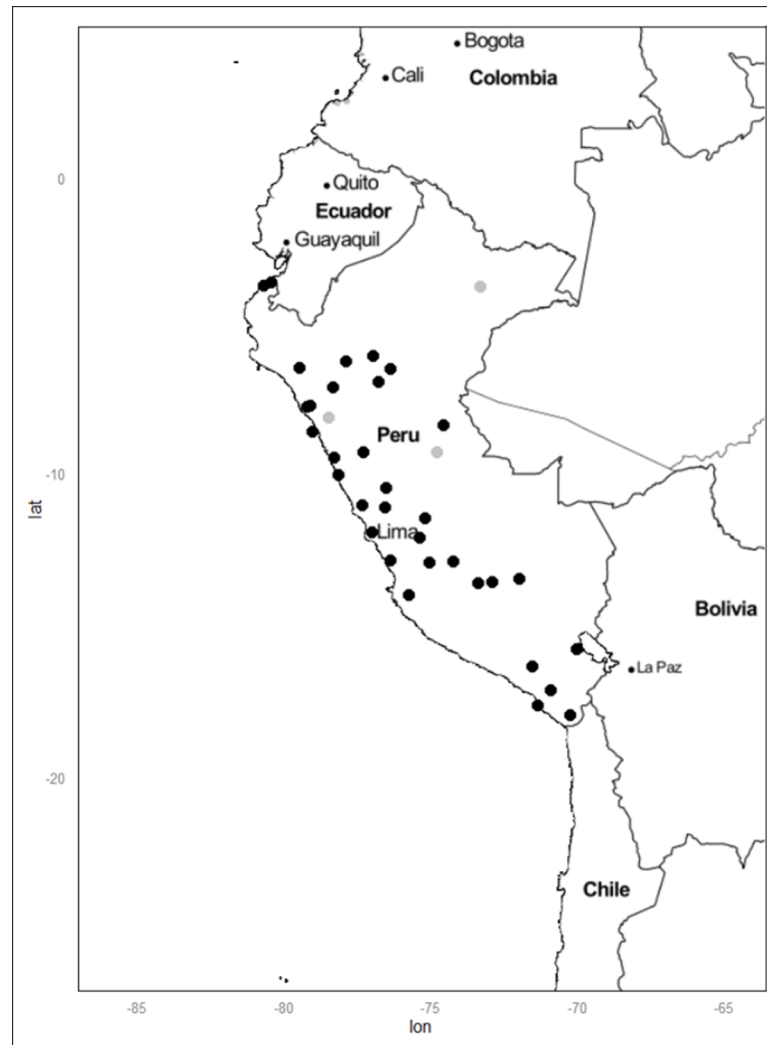 Bogota
Cali
Colombia
0
Quito
Ecuador
Guayaquil
Peru
-10
lat
Lima
Bolivia
La Paz
-20
Chile
-85 -80 -75 -70 -65
lon